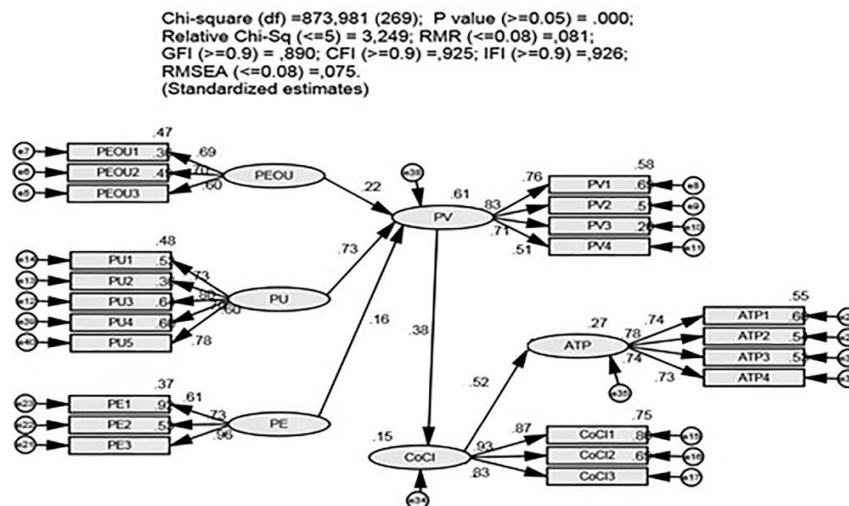 Chi-square (df) =873,981 (269); P value (>=0.05) = .000;
Relative Chi-Sq (<=5) = 3,249; RMR (<=0.08) =,081;
GFI (>=0.9) = ,890; CFI (>=0.9) =,925; IFI (>=0.9) =,926;
RMSEA (<=0.08) =,075.
(Standardized estimates)
.47
PEOU1
.69
PEOU2
.70
PEOU3
.60
PEOU
.22
.61
PV
.76
.83
.71
.51
.58
PV1
PV2
PV3
PV4
.48
PU1
.73
PU2
PU3
.80
PU4
.60
PU5
.78
PU
.73
.16
.38
.37
PE1
.61
PE2
.73
PE3
.96
PE
.27
ATP
.74
.78
.74
.73
.55
ATP1
ATP2
ATP3
ATP4
.52
.15
CoCI
.87
.93
.83
.75
CoCI1
CoCI2
CoCI3